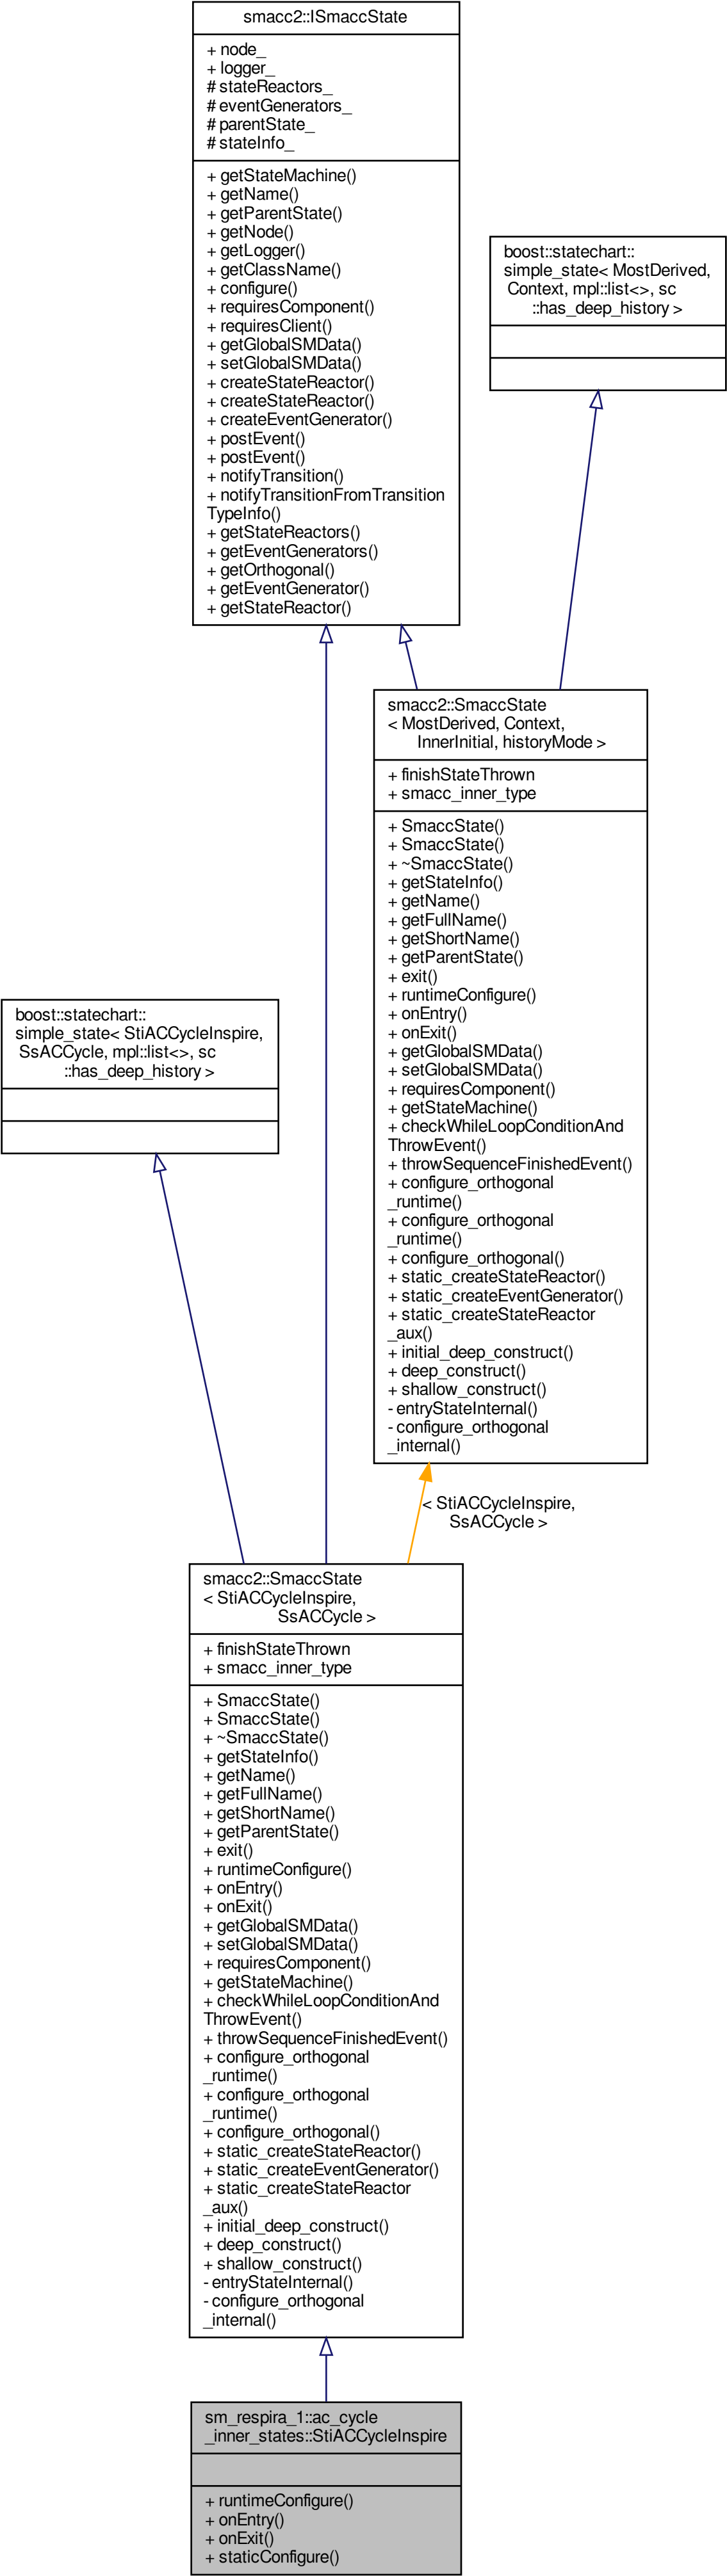 smacc2::ISmaccState
+ node_
+ logger_
# stateReactors_
# eventGenerators_
# parentState_
# stateInfo_
+ getStateMachine()
+ getName()
+ getParentState()
+ getNode()
+ getLogger()
+ getClassName()
+ configure()
+ requiresComponent()
+ requiresClient()
+ getGlobalSMData()
+ setGlobalSMData()
+ createStateReactor()
+ createStateReactor()
+ createEventGenerator()
+ postEvent()
+ postEvent()
+ notifyTransition()
+ notifyTransitionFromTransition
TypeInfo()
+ getStateReactors()
+ getEventGenerators()
+ getOrthogonal()
+ getEventGenerator()
+ getStateReactor()
boost::statechart::
simple_state< MostDerived,
Context, mpl::list<>, sc
::has_deep_history >
smacc2::SmaccState
< MostDerived, Context,
InnerInitial, historyMode >
+ finishStateThrown
+ smacc_inner_type
+ SmaccState()
+ SmaccState()
+ ~SmaccState()
+ getStateInfo()
+ getName()
+ getFullName()
+ getShortName()
+ getParentState()
+ exit()
+ runtimeConfigure()
+ onEntry()
+ onExit()
+ getGlobalSMData()
+ setGlobalSMData()
+ requiresComponent()
+ getStateMachine()
+ checkWhileLoopConditionAnd
ThrowEvent()
+ throwSequenceFinishedEvent()
+ configure_orthogonal
_runtime()
+ configure_orthogonal
_runtime()
+ configure_orthogonal()
+ static_createStateReactor()
+ static_createEventGenerator()
+ static_createStateReactor
_aux()
+ initial_deep_construct()
+ deep_construct()
+ shallow_construct()
- entryStateInternal()
- configure_orthogonal
_internal()
boost::statechart::
simple_state< StiACCycleInspire,
SsACCycle, mpl::list<>, sc
::has_deep_history >
< StiACCycleInspire,
SsACCycle >
smacc2::SmaccState
< StiACCycleInspire,
SsACCycle >
+ finishStateThrown
+ smacc_inner_type
+ SmaccState()
+ SmaccState()
+ ~SmaccState()
+ getStateInfo()
+ getName()
+ getFullName()
+ getShortName()
+ getParentState()
+ exit()
+ runtimeConfigure()
+ onEntry()
+ onExit()
+ getGlobalSMData()
+ setGlobalSMData()
+ requiresComponent()
+ getStateMachine()
+ checkWhileLoopConditionAnd
ThrowEvent()
+ throwSequenceFinishedEvent()
+ configure_orthogonal
_runtime()
+ configure_orthogonal
_runtime()
+ configure_orthogonal()
+ static_createStateReactor()
+ static_createEventGenerator()
+ static_createStateReactor
_aux()
+ initial_deep_construct()
+ deep_construct()
+ shallow_construct()
- entryStateInternal()
- configure_orthogonal
_internal()
sm_respira_1::ac_cycle
_inner_states::StiACCycleInspire
+ runtimeConfigure()
+ onEntry()
+ onExit()
+ staticConfigure()